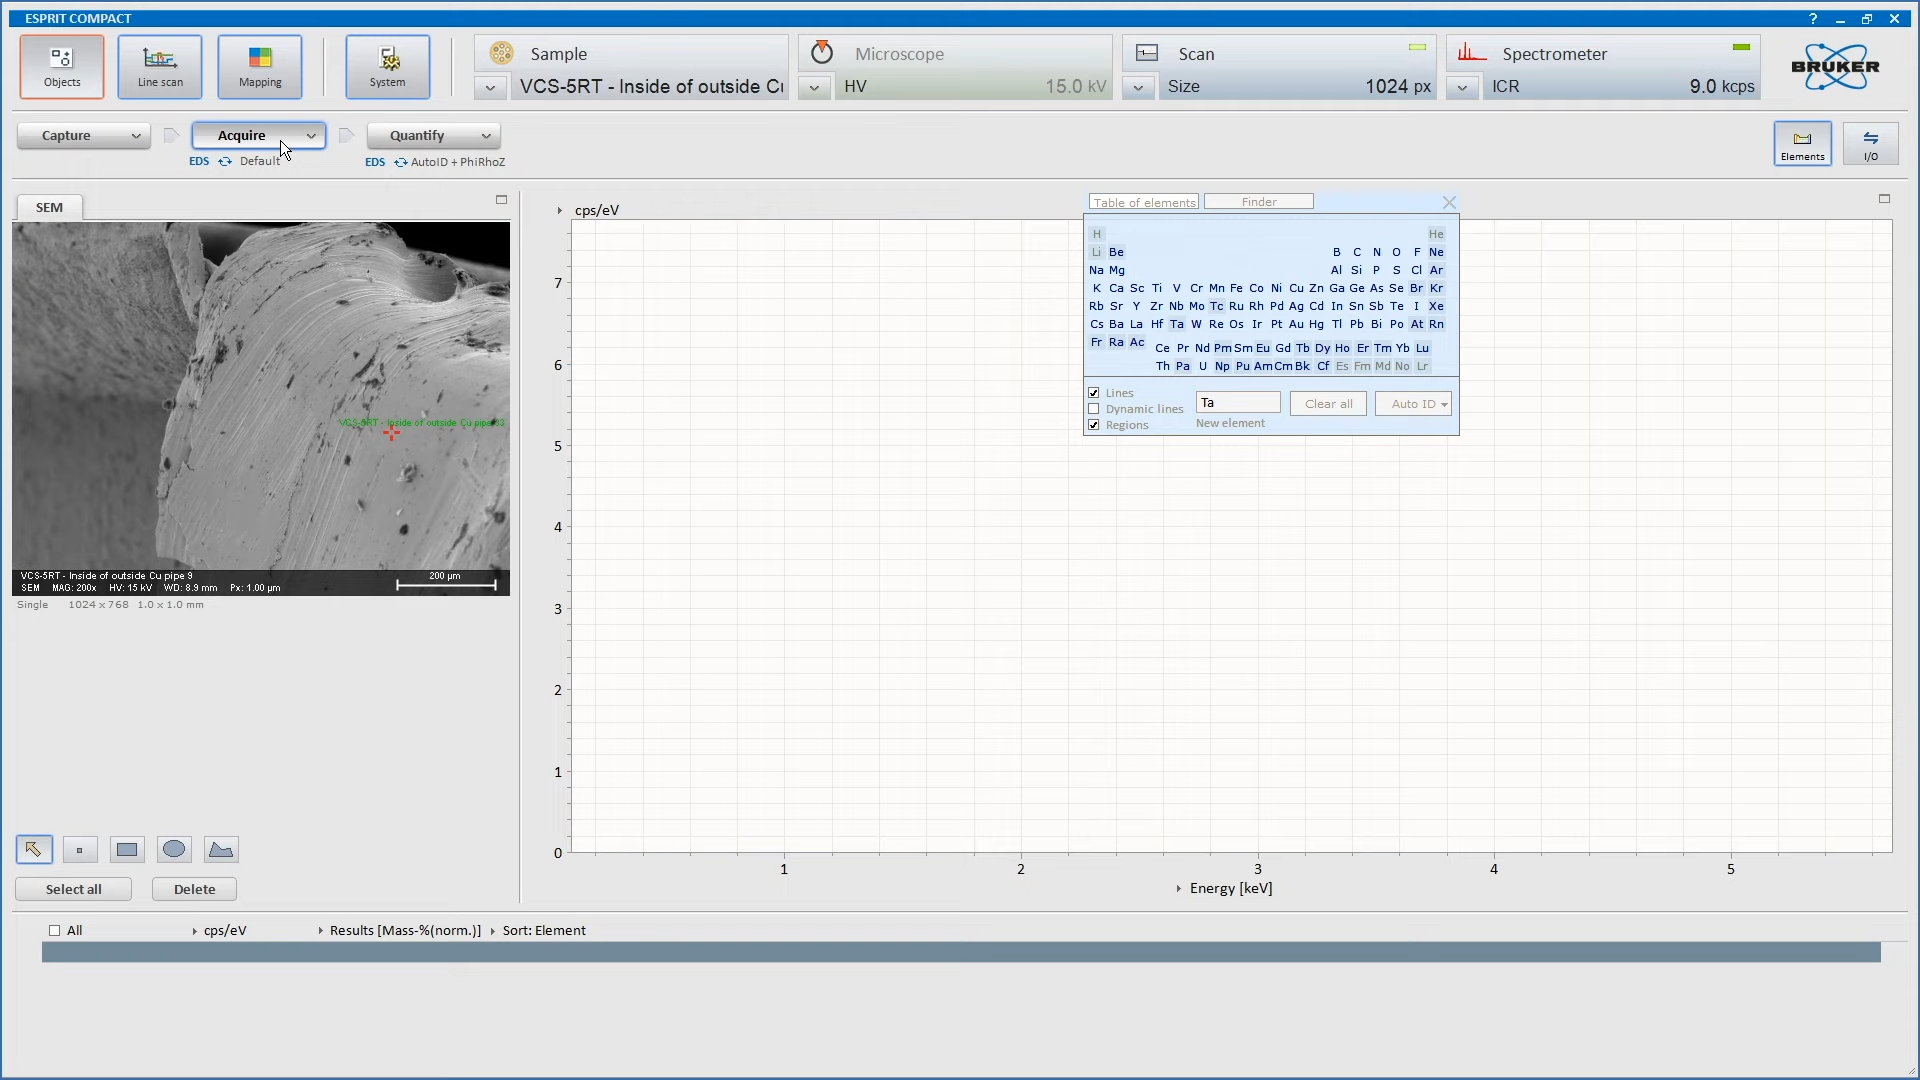 ESPRIT COMPACT
?
Objects
Line scan
Mapping
System
Sample
VCS-5RT - Inside of outside Cu
Microscope
HV 15.0 kV
Scan
Size 1024 px
Spectrometer
ICR 9.0 kcps
BRUKER
Capture
Acquire
Quantify
EDS Default
EDS AutoID + PhiRhoZ
Elements
I/O
SEM
VCS-5RT - Inside of outside Cu pipe 33
VCS-5RT - Inside of outside Cu pipe 9
SEM MAG: 200x HV: 15 kV WD: 8.9 mm Px: 1.00 µm
200 µm
Single 1024 x 768 1.0 x 1.0 mm
cps/eV
7
6
5
4
3
2
1
0
1 2 3 4 5
Energy [keV]
Table of elements Finder
H He
Li Be B C N O F Ne
Na Mg Al Si P S Cl Ar
K Ca Sc Ti V Cr Mn Fe Co Ni Cu Zn Ga Ge As Se Br Kr
Rb Sr Y Zr Nb Mo Tc Ru Rh Pd Ag Cd In Sn Sb Te I Xe
Cs Ba La Hf Ta W Re Os Ir Pt Au Hg Tl Pb Bi Po At Rn
Fr Ra Ac
Ce Pr Nd Pm Sm Eu Gd Tb Dy Ho Er Tm Yb Lu
Th Pa U Np Pu Am Cm Bk Cf Es Fm Md No Lr
Lines
Dynamic lines
Regions
Ta
New element
Clear all
Auto ID
Select all
Delete
All cps/eV Results [Mass-%(norm.)] Sort: Element